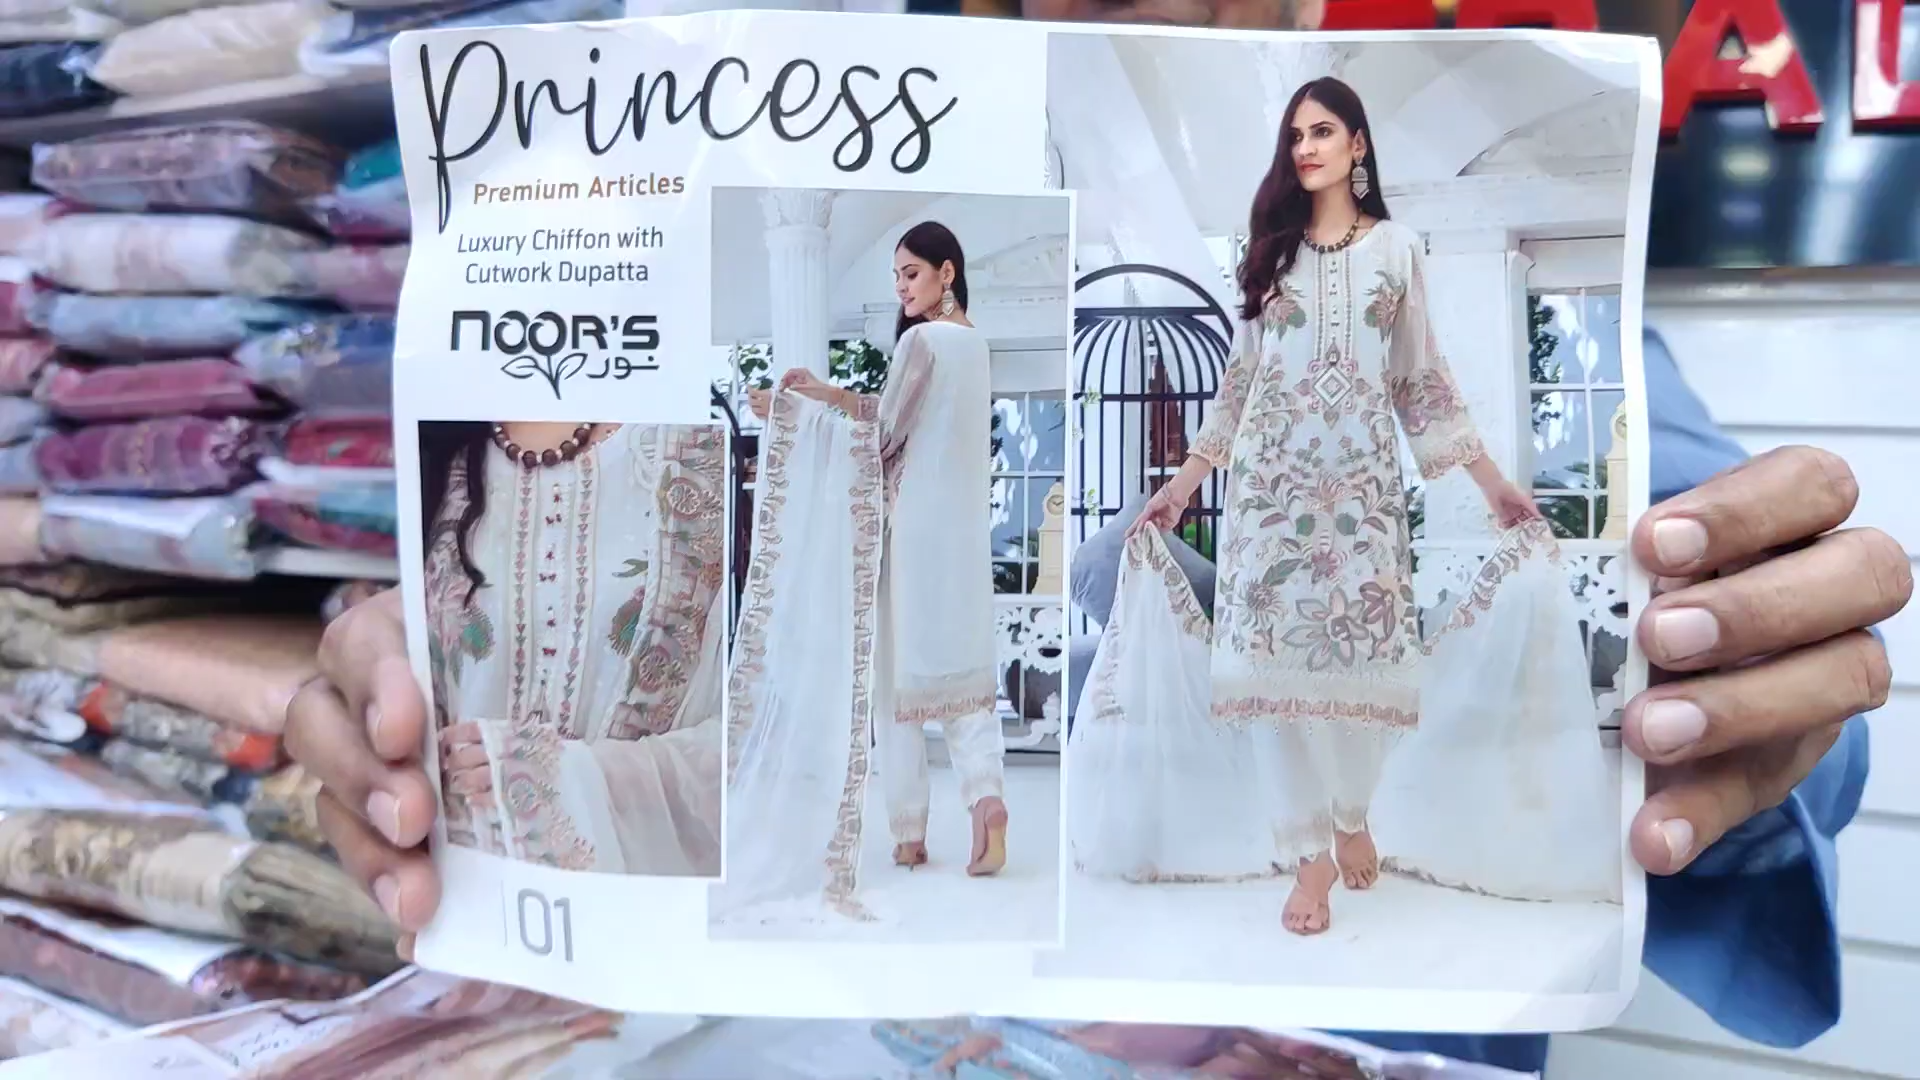 Princess
Premium Articles
Luxury Chiffon with
Cutwork Dupatta
NOOR'S
نور
01